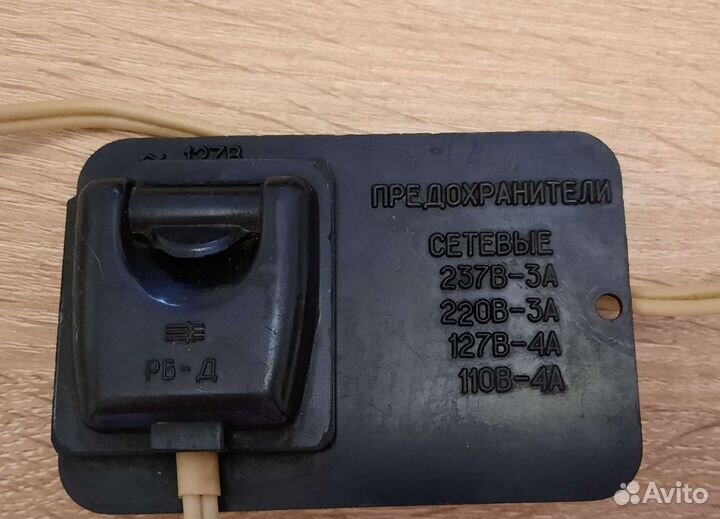 ~ 127В
ПРЕДОХРАНИТЕЛИ
СЕТЕВЫЕ
237В-3А
220В-3А
127В-4А
110В-4А
РБ-Д
Avito